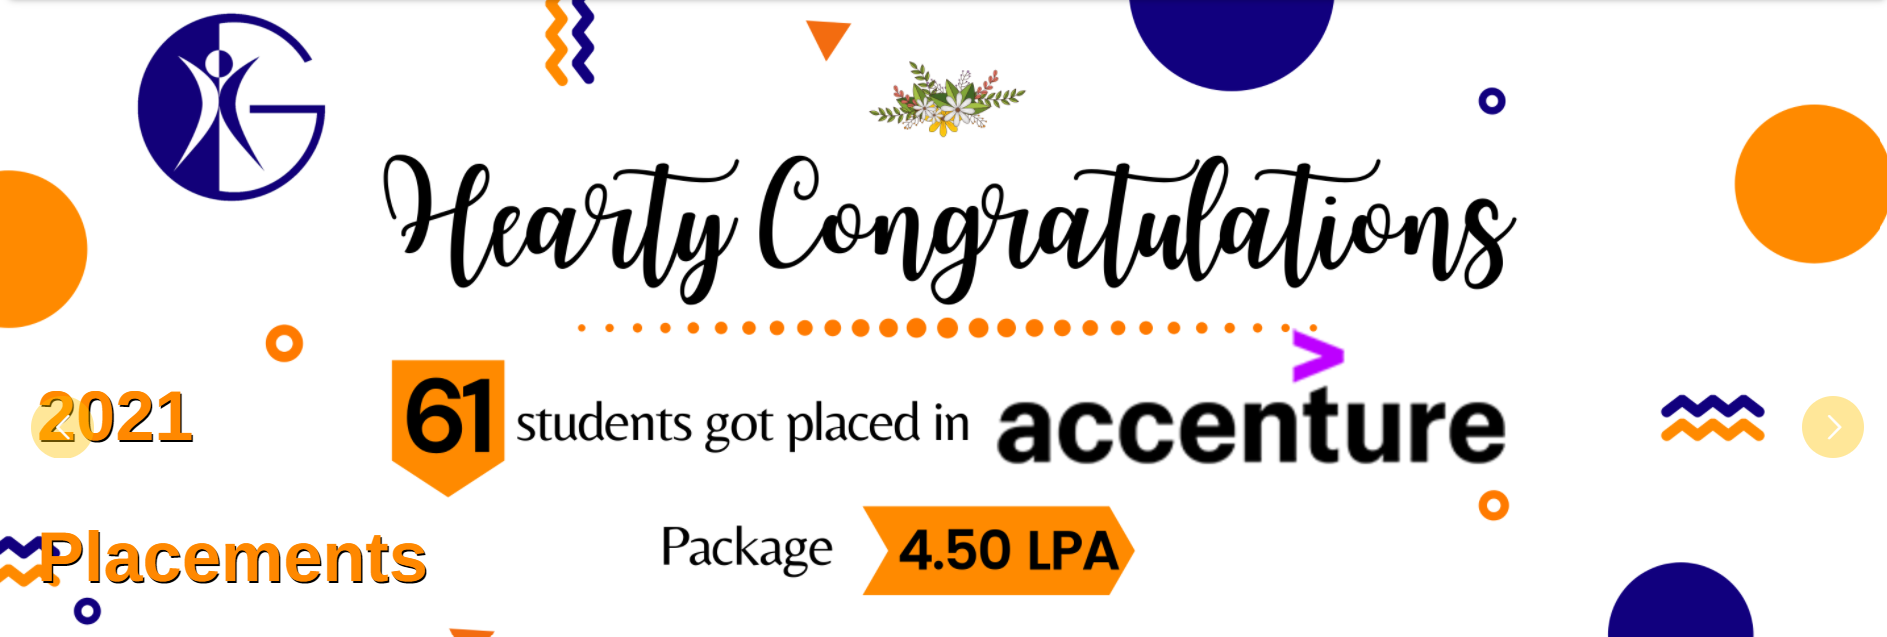 Hearty Congratulations
>
2021
61 students got placed in accenture
Placements
Package 4.50 LPA